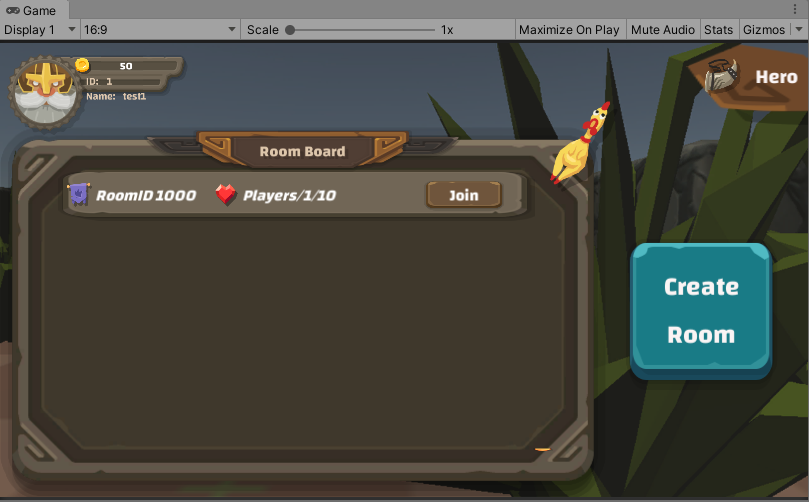 Game
Display 1 16:9 Scale 1x Maximize On Play Mute Audio Stats Gizmos
50
ID: 1
Name: test1
Hero
Room Board
RoomID 1000 Players/1/10 Join
Create
Room